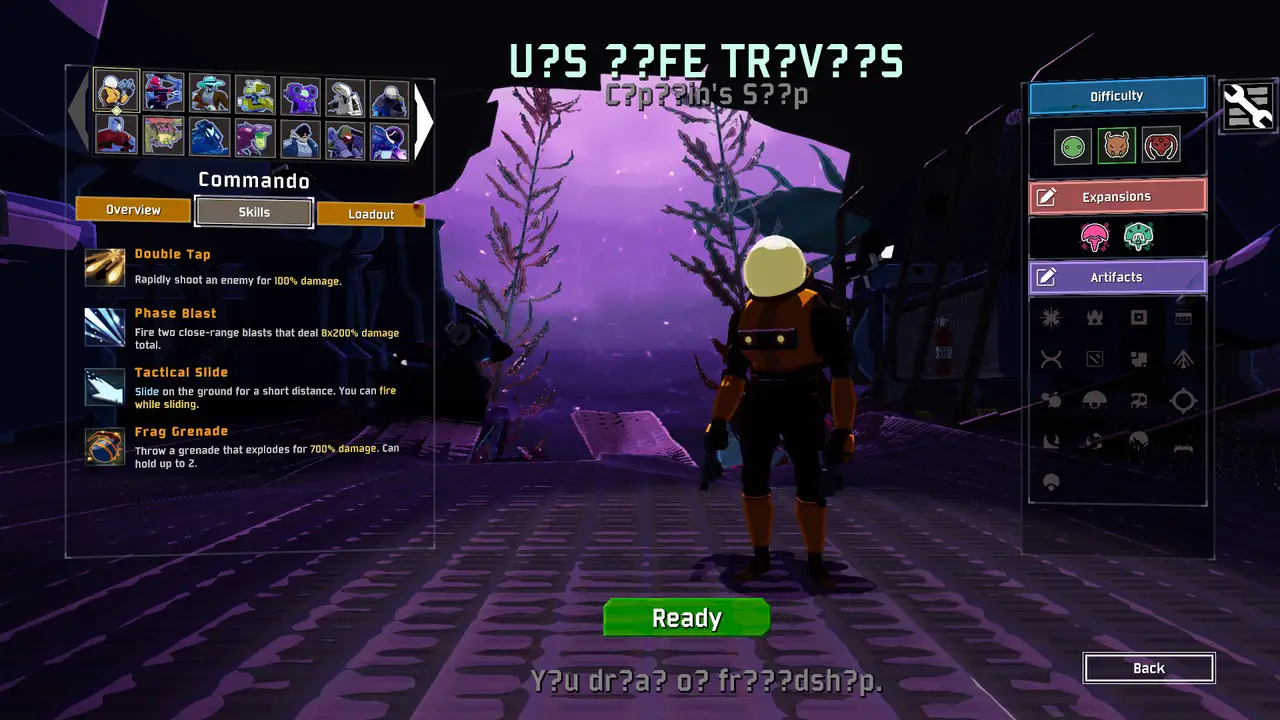 U?S ??FE TR?V??S
C?p??in's S??p
Commando
Overview
Skills
Loadout
Double Tap
Rapidly shoot an enemy for 100% damage.
Phase Blast
Fire two close-range blasts that deal 8x200% damage
total.
Tactical Slide
Slide on the ground for a short distance. You can fire
while sliding.
Frag Grenade
Throw a grenade that explodes for 700% damage. Can
hold up to 2.
Difficulty
Expansions
Artifacts
Ready
Y?u dr?a? o? fr???dsh?p.
Back